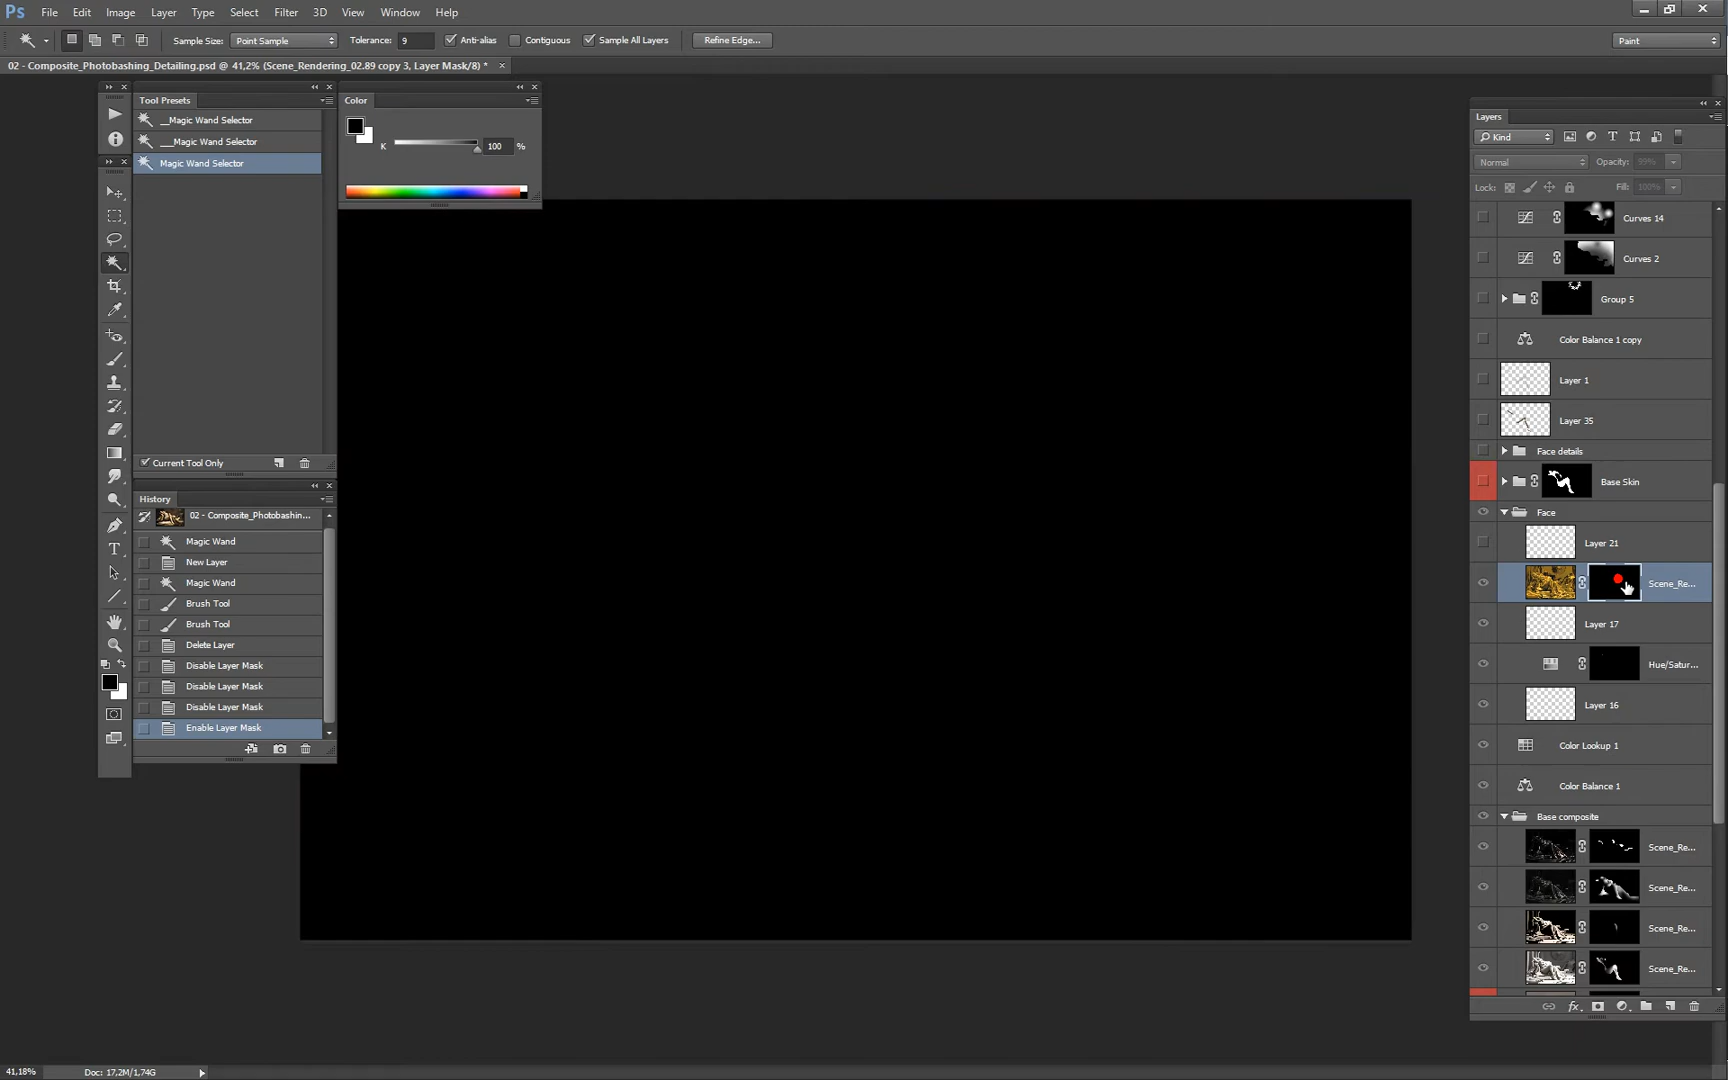 Ps File Edit Image Layer Type Select Filter 3D View Window Help
Sample Size: Point Sample Tolerance: 9 Anti-alias Contiguous Sample All Layers Refine Edge... Paint
02 - Composite_Photobashing_Detailing.psd @ 41,2% (Scene_Rendering_02.89 copy 3, Layer Mask/8) *
Tool Presets
__Magic Wand Selector
___Magic Wand Selector
Magic Wand Selector
Current Tool Only
Color
K 100 %
History
02 - Composite_Photobashin...
Magic Wand
New Layer
Magic Wand
Brush Tool
Brush Tool
Delete Layer
Disable Layer Mask
Disable Layer Mask
Disable Layer Mask
Enable Layer Mask
Layers
Kind
Normal Opacity: 99%
Lock: Fill: 100%
Curves 14
Curves 2
Group 5
Color Balance 1 copy
Layer 1
Layer 35
Face details
Base Skin
Face
Layer 21
Scene_Re...
Layer 17
Hue/Satur...
Layer 16
Color Lookup 1
Color Balance 1
Base composite
Scene_Re...
Scene_Re...
Scene_Re...
Scene_Re...
41,18% Doc: 17,2M/1,74G